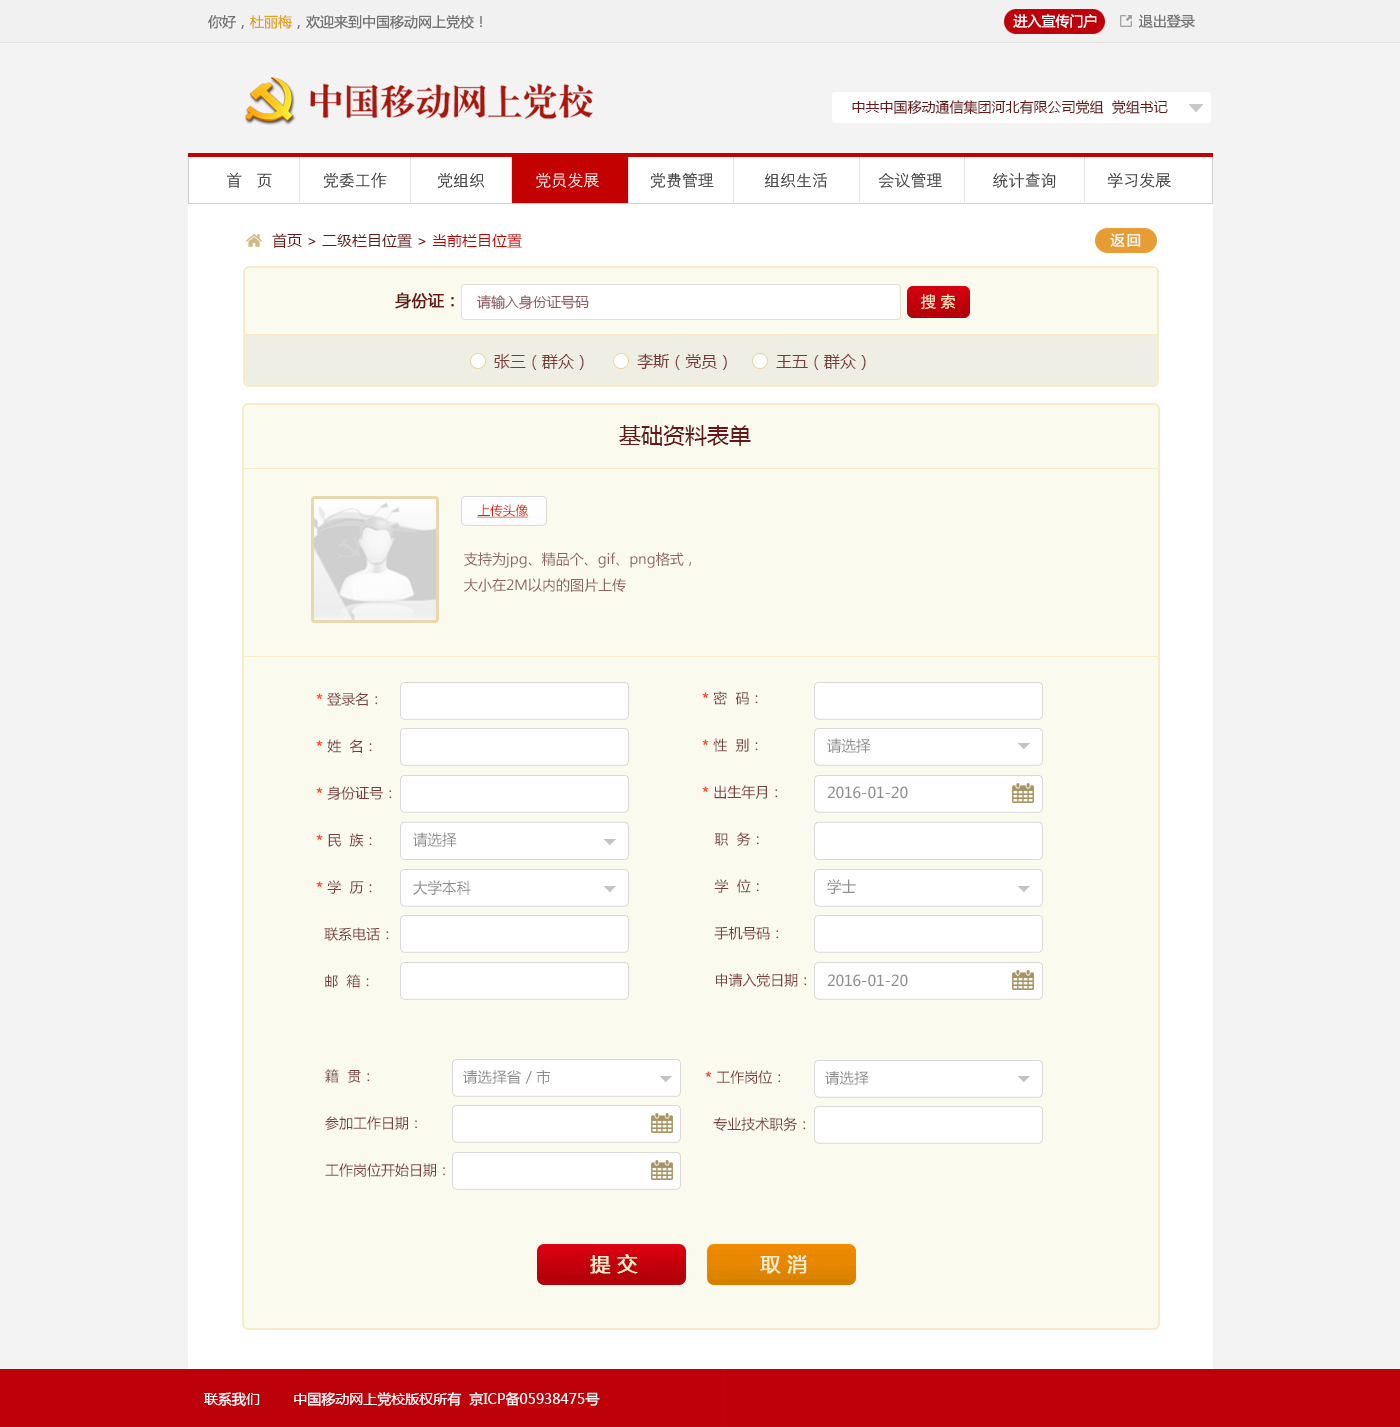 你好，杜丽梅，欢迎来到中国移动网上党校！
进入宣传门户 退出登录
中国移动网上党校
中共中国移动通信集团河北有限公司党组 党组书记
首 页 党委工作 党组织 党员发展 党费管理 组织生活 会议管理 统计查询 学习发展
首页 > 二级栏目位置 > 当前栏目位置 返回
身份证： 请输入身份证号码 搜 索
张三（群众） 李斯（党员） 王五（群众）
基础资料表单
上传头像
支持为jpg、精品个、gif、png格式，
大小在2M以内的图片上传
* 登录名： * 密 码：
* 姓 名： * 性 别： 请选择
* 身份证号： * 出生年月： 2016-01-20
* 民 族： 请选择 职 务：
* 学 历： 大学本科 学 位： 学士
联系电话： 手机号码：
邮 箱： 申请入党日期： 2016-01-20
籍 贯： 请选择省 / 市 * 工作岗位： 请选择
参加工作日期： 专业技术职务：
工作岗位开始日期：
提 交 取 消
联系我们 中国移动网上党校版权所有 京ICP备05938475号